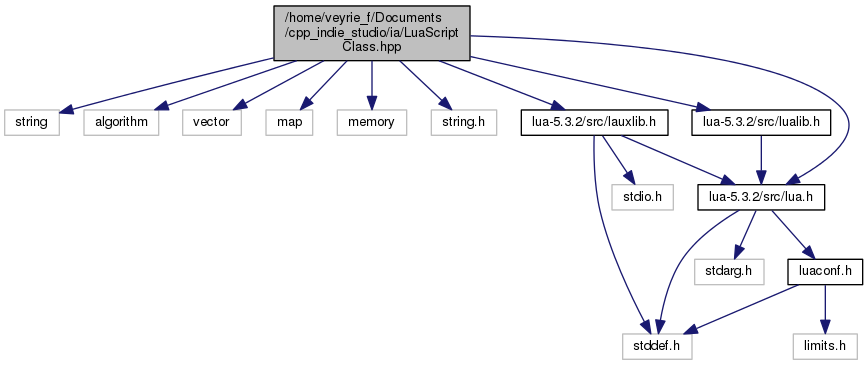 /home/veyrie_f/Documents
/cpp_indie_studio/ia/LuaScript
Class.hpp
string
algorithm
vector
map
memory
string.h
lua-5.3.2/src/lauxlib.h
lua-5.3.2/src/lualib.h
stdio.h
lua-5.3.2/src/lua.h
stdarg.h
luaconf.h
stddef.h
limits.h